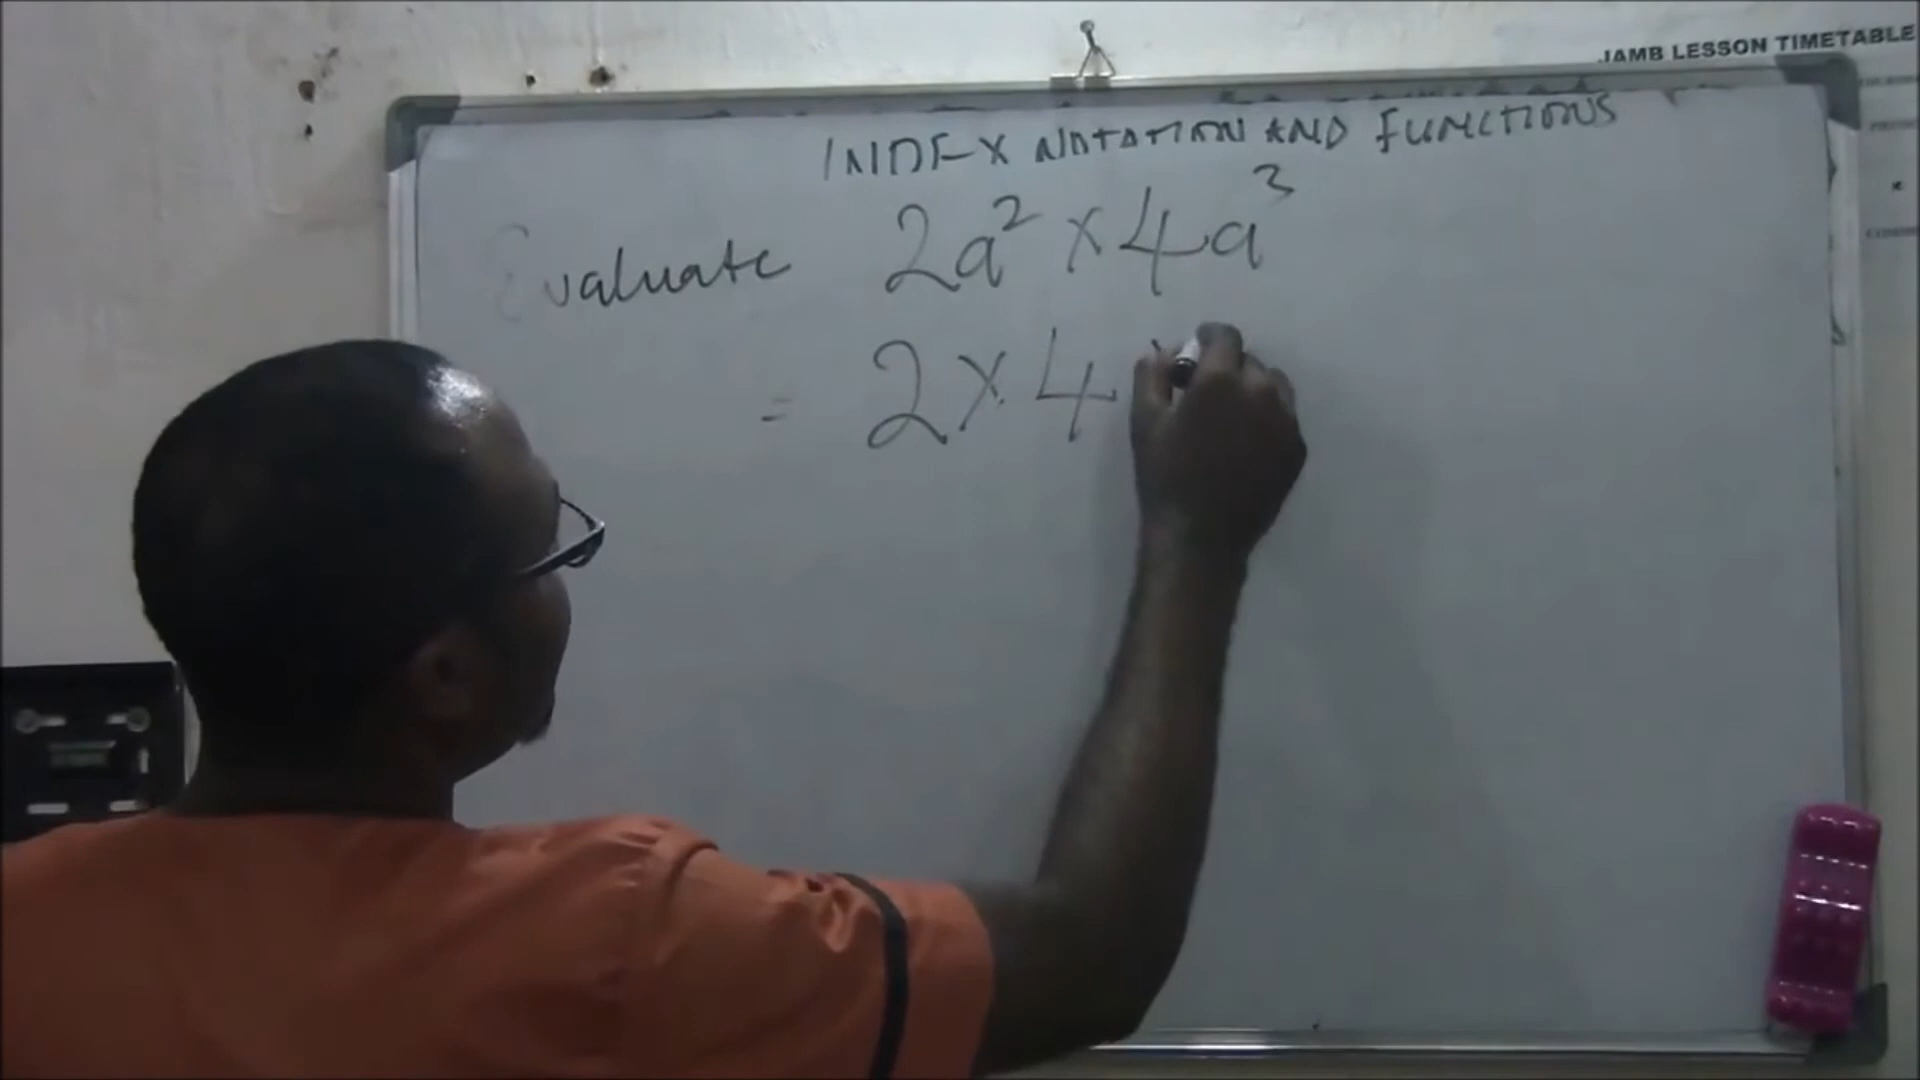 JAMB LESSON TIMETABLE
INDEX NOTATION AND FUNCTIONS
Evaluate 2a² × 4a³
= 2 × 4